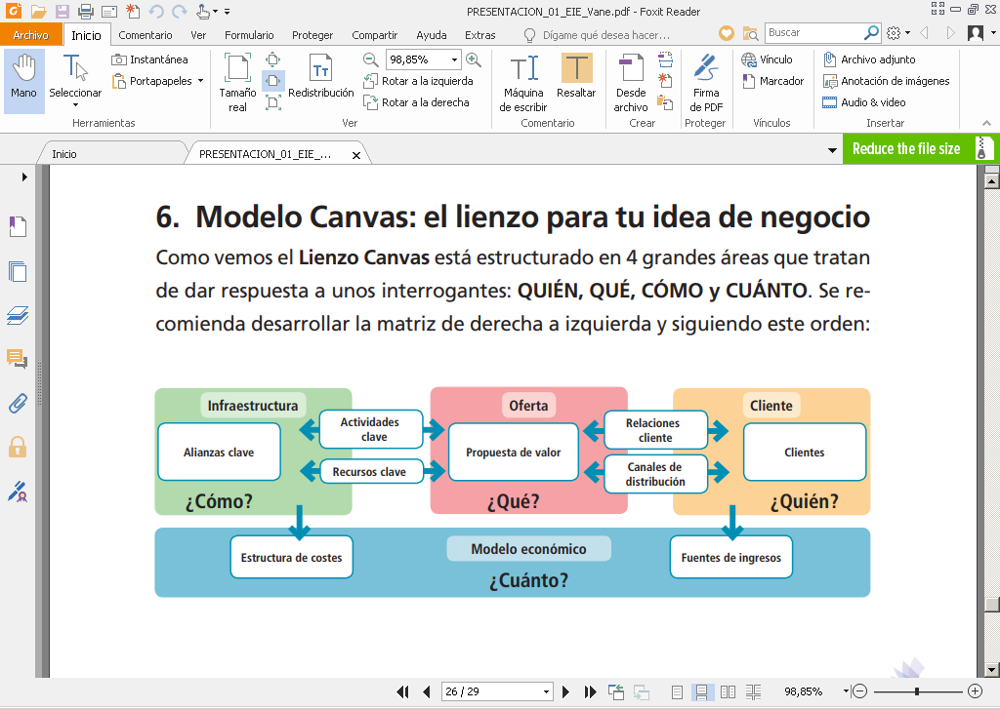 PRESENTACION_01_EIE_Vane.pdf - Foxit Reader
Archivo Inicio Comentario Ver Formulario Proteger Compartir Ayuda Extras Dígame qué desea hacer... Buscar
Mano
Seleccionar
Instantánea
Portapapeles
Herramientas
Tamaño
real
Redistribución
98,85%
Rotar a la izquierda
Rotar a la derecha
Ver
Máquina
de escribir
Resaltar
Comentario
Desde
archivo
Crear
Firma
de PDF
Proteger
Vínculo
Marcador
Vínculos
Archivo adjunto
Anotación de imágenes
Audio & video
Insertar
Inicio
PRESENTACION_01_EIE_...
Reduce the file size
6. Modelo Canvas: el lienzo para tu idea de negocio
Como vemos el Lienzo Canvas está estructurado en 4 grandes áreas que tratan
de dar respuesta a unos interrogantes: QUIÉN, QUÉ, CÓMO y CUÁNTO. Se re-
comienda desarrollar la matriz de derecha a izquierda y siguiendo este orden:
Infraestructura
Alianzas clave
¿Cómo?
Actividades
clave
Recursos clave
Oferta
Propuesta de valor
¿Qué?
Relaciones
cliente
Canales de
distribución
Cliente
Clientes
¿Quién?
Estructura de costes
Modelo económico
¿Cuánto?
Fuentes de ingresos
26 / 29
98,85%